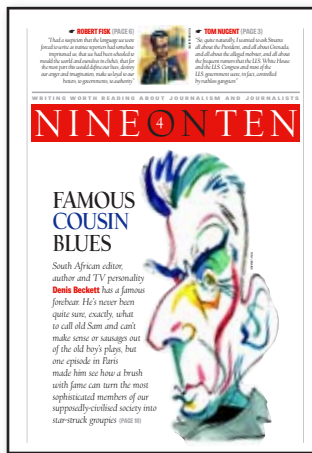 ☛ ROBERT FISK (PAGE 6)
"I had a suspicion that the language we were
forced to write as trainee reporters had somehow
imprisoned us, that we had been schooled to
mould the world and ourselves in clichés, that for
the most part this would define our lives, destroy
our anger and imagination, make us loyal to our
betters, to governments, to authority"
☛ TOM NUGENT (PAGE 3)
"So, quite naturally, I wanted to ask Sinatra
all about the President, and all about Grenada,
and all about the alleged mobster, and all about
the frequent rumors that the U.S. White House
and the U.S. Congress and most of the
U.S. government were, in fact, controlled
by ruthless gangsters"
WRITING WORTH READING ABOUT JOURNALISM AND JOURNALISTS
NINE ON TEN
4
FAMOUS
COUSIN
BLUES
South African editor,
author and TV personality
Denis Beckett has a famous
forebear. He's never been
quite sure, exactly, what
to call old Sam and can't
make sense or sausages out
of the old boy's plays, but
one episode in Paris
made him see how a brush
with fame can turn the most
sophisticated members of our
supposedly-civilised society into
star-struck groupies (PAGE 10)